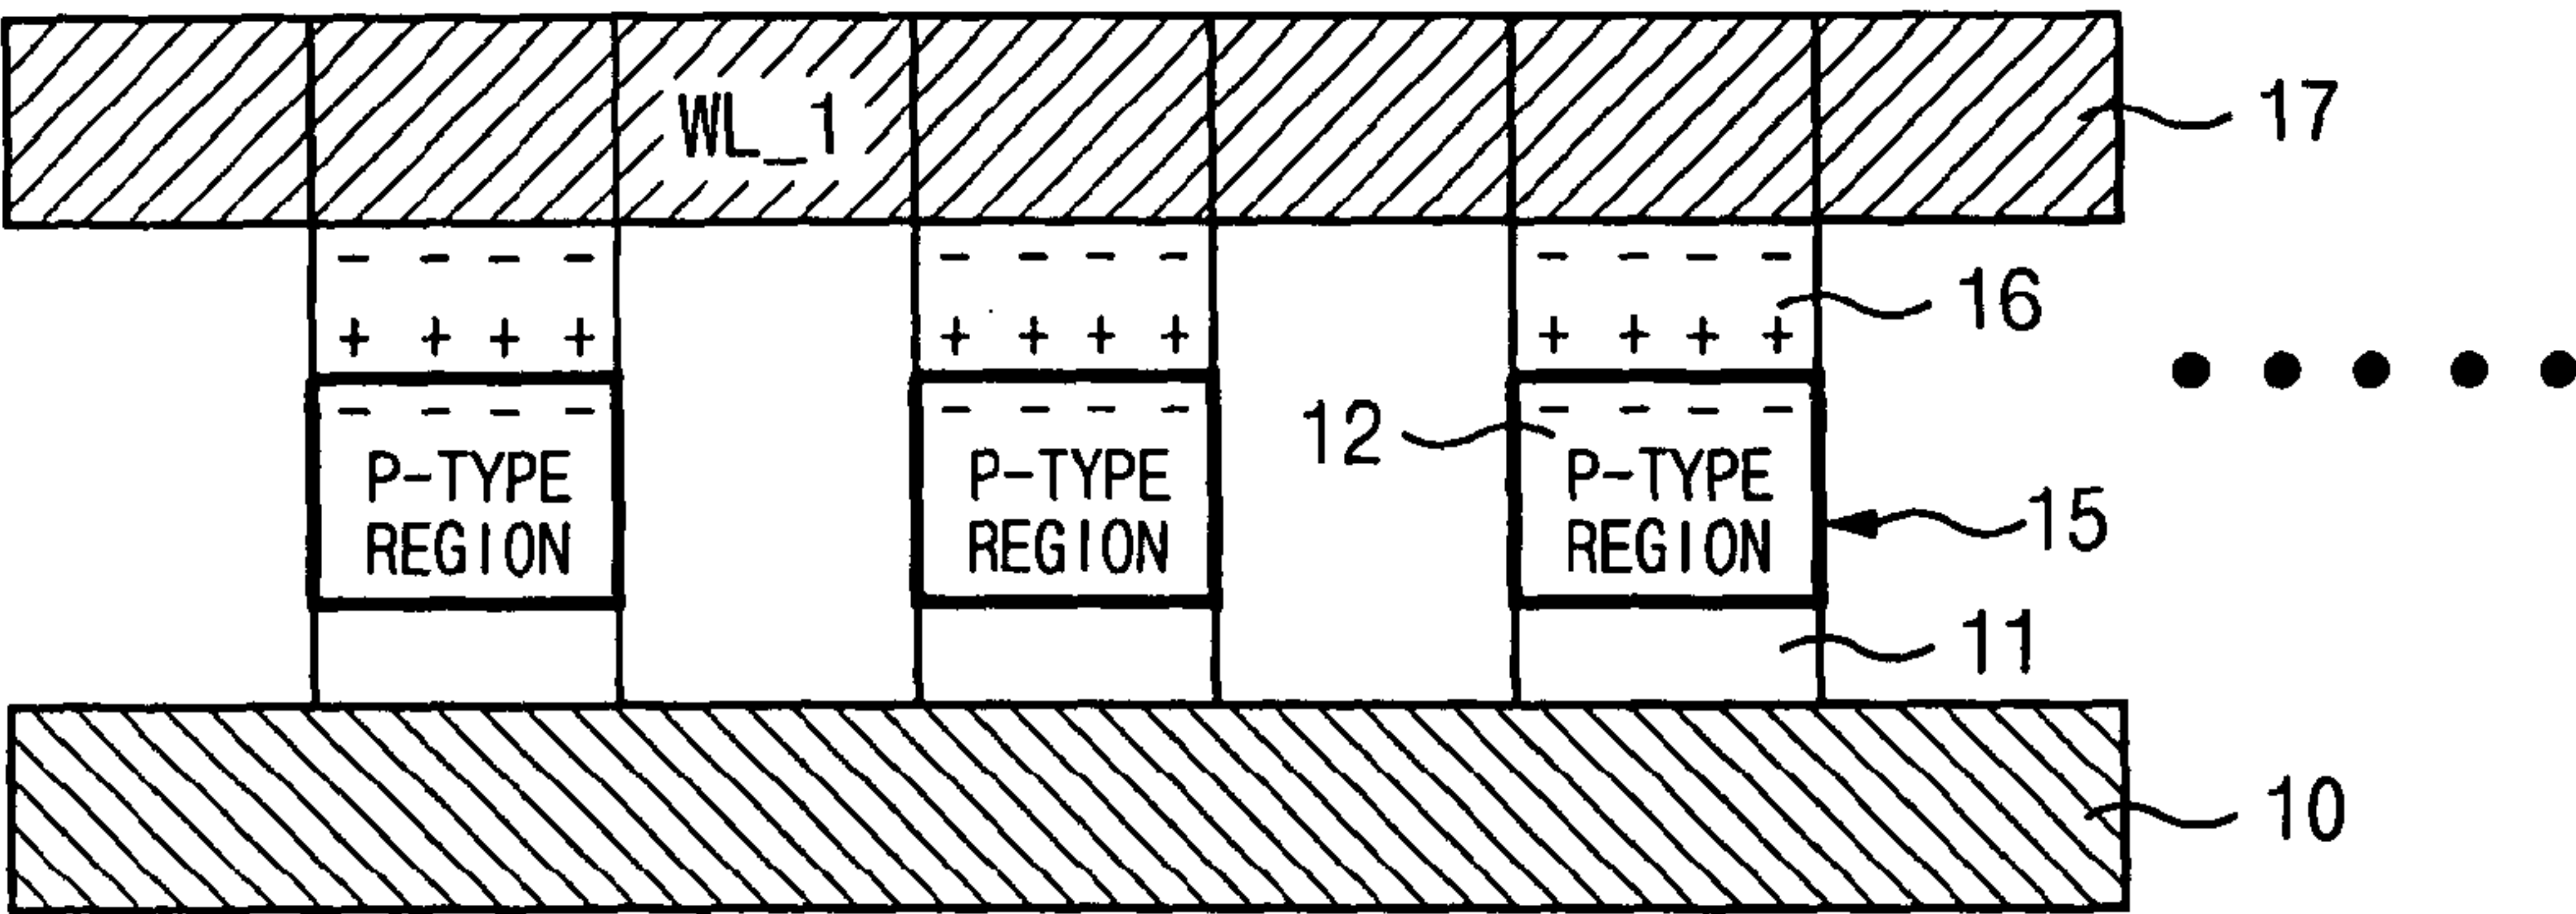 WL_1
17
- - - -
- - - -
- - - -
16
+ + + +
+ + + +
+ + + +
- - - -
- - - -
- - - -
12
P-TYPE
REGION
P-TYPE
REGION
P-TYPE
REGION
15
11
10